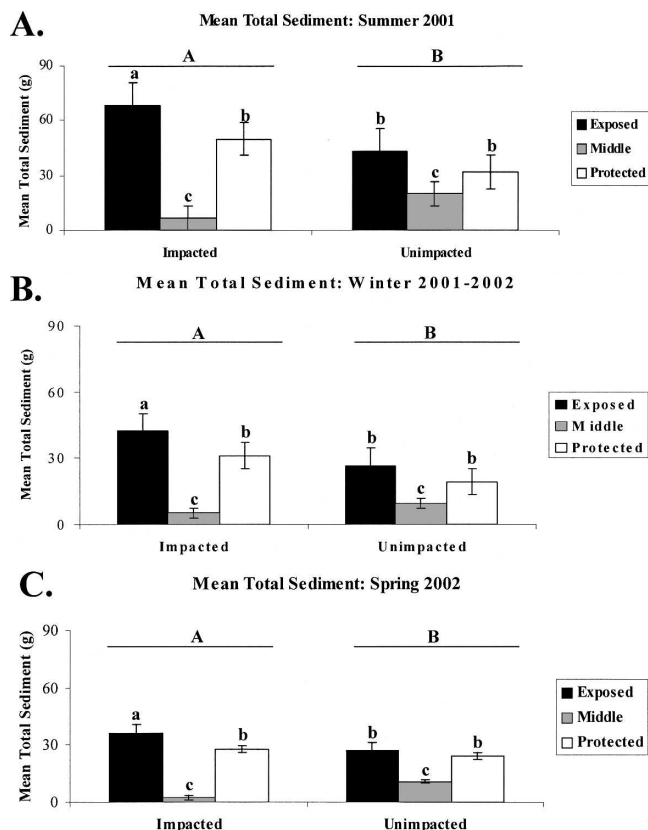 A.
Mean Total Sediment: Summer 2001
Mean Total Sediment (g)
90
60
30
0
A
B
a
c
b
b
c
b
Impacted
Unimpacted
Exposed
Middle
Protected
B.
Mean Total Sediment: Winter 2001-2002
Mean Total Sediment (g)
90
60
30
0
A
B
a
c
b
b
c
b
Impacted
Unimpacted
Exposed
Middle
Protected
C.
Mean Total Sediment: Spring 2002
Mean Total Sediment (g)
90
60
30
0
A
B
a
c
b
b
c
b
Impacted
Unimpacted
Exposed
Middle
Protected